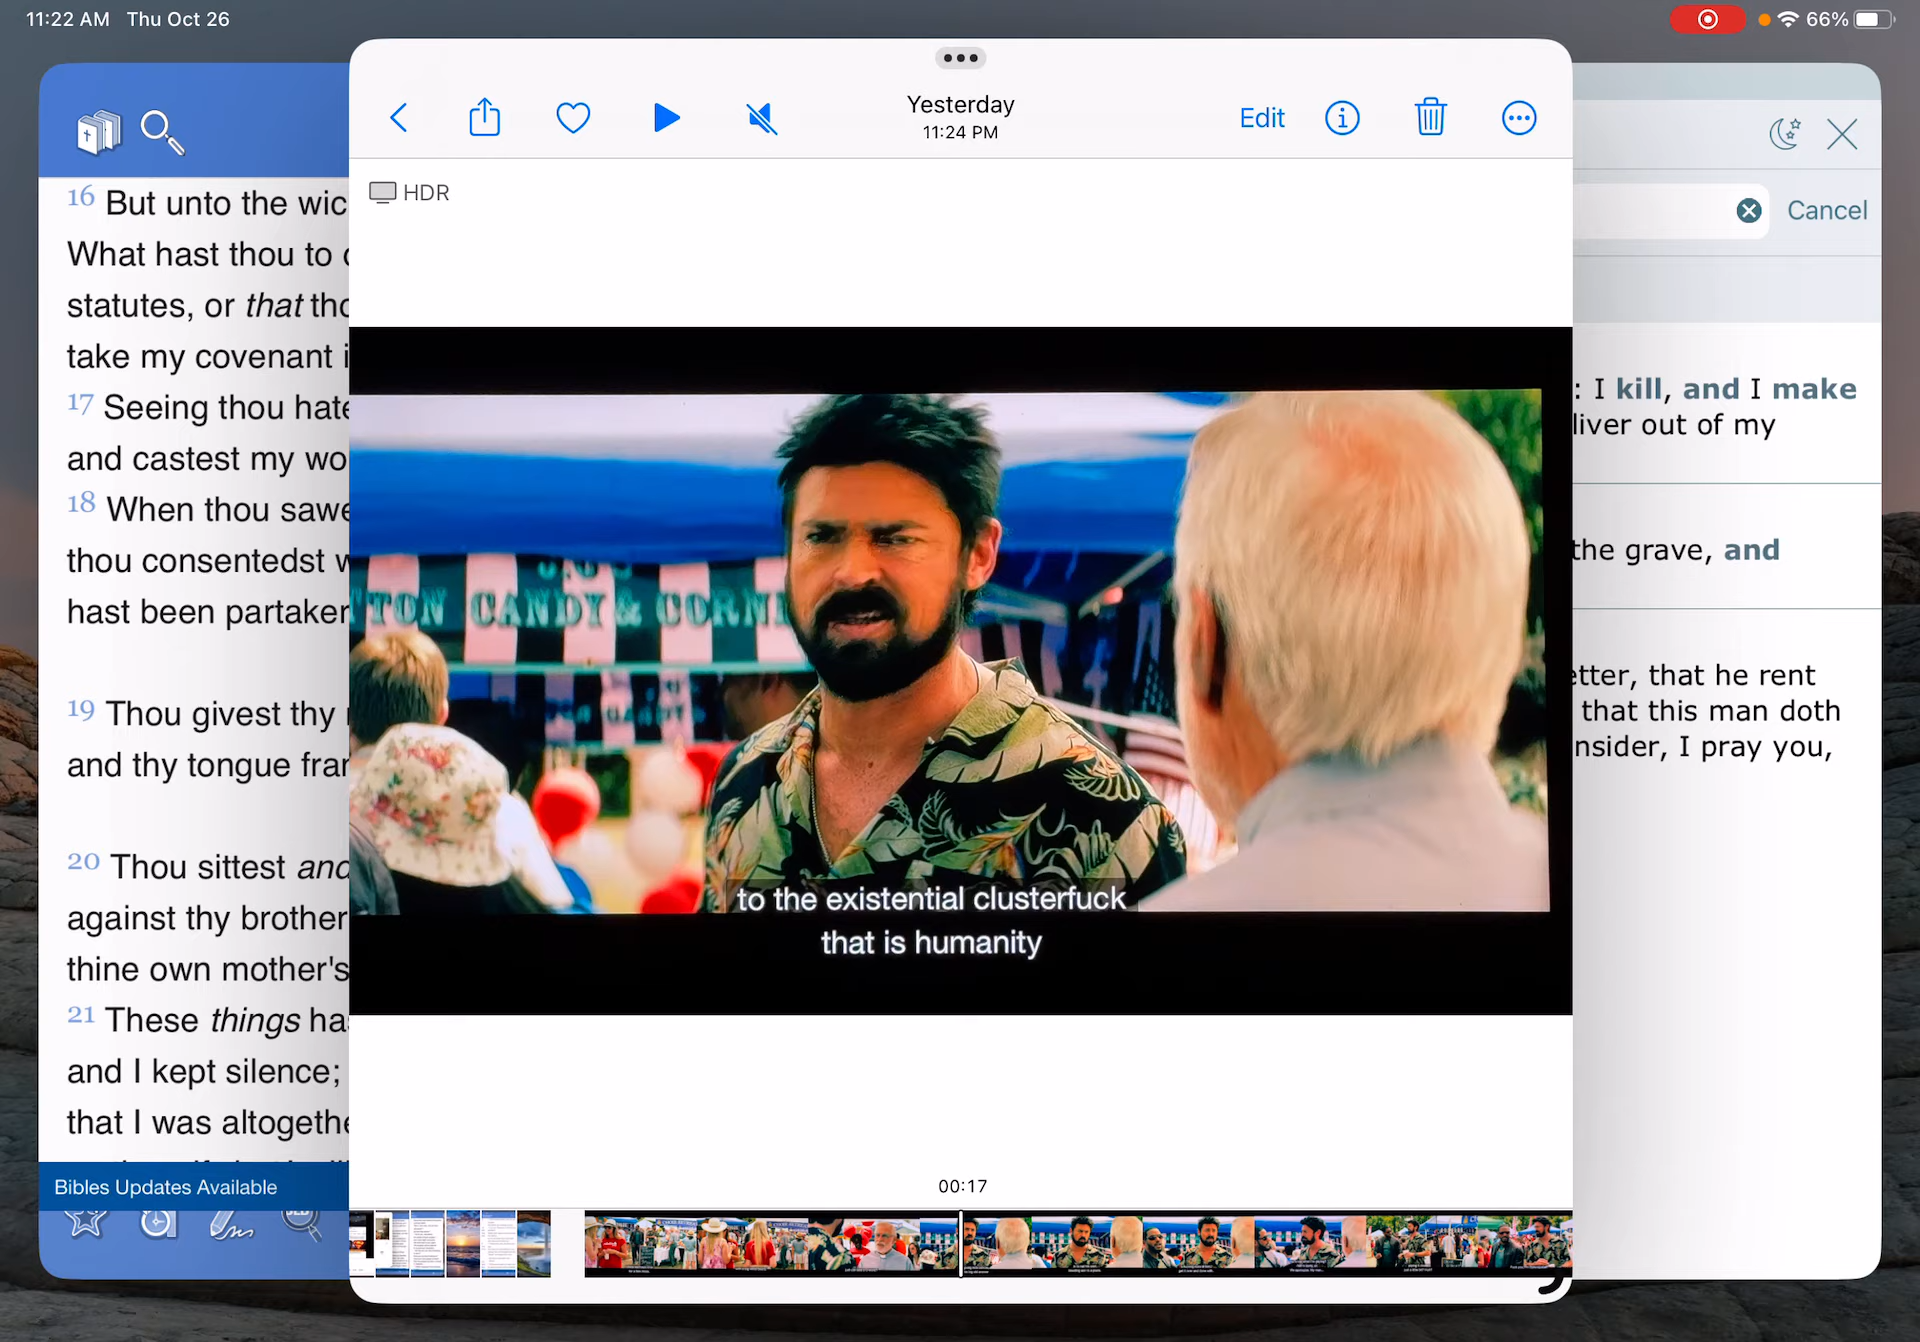 11:22 AM Thu Oct 26
66%
Yesterday
11:24 PM
Edit
HDR
Cancel
16 But unto the wic
What hast thou to
statutes, or that tho
take my covenant i
17 Seeing thou hate
and castest my wo
18 When thou sawe
thou consentedst w
hast been partaker
19 Thou givest thy
and thy tongue fra
20 Thou sittest and
against thy brother
thine own mother's
21 These things has
and I kept silence;
that I was altogethe
Bibles Updates Available
: I kill, and I make
liver out of my
the grave, and
etter, that he rent
that this man doth
nsider, I pray you,
TON CANDY & CORN
to the existential clusterfuck
that is humanity
00:17